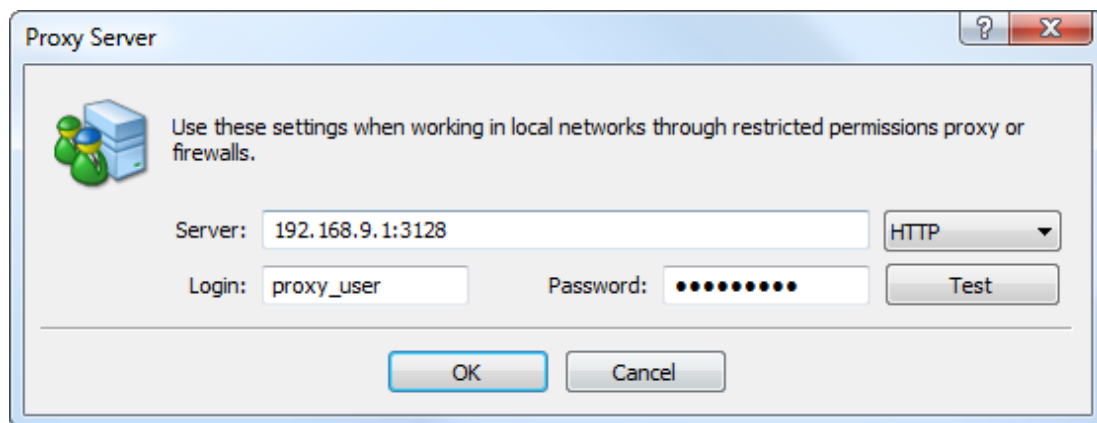 Proxy Server
Use these settings when working in local networks through restricted permissions proxy or
firewalls.
Server: 192.168.9.1:3128 HTTP
Login: proxy_user Password: ●●●●●●●●● Test
OK Cancel